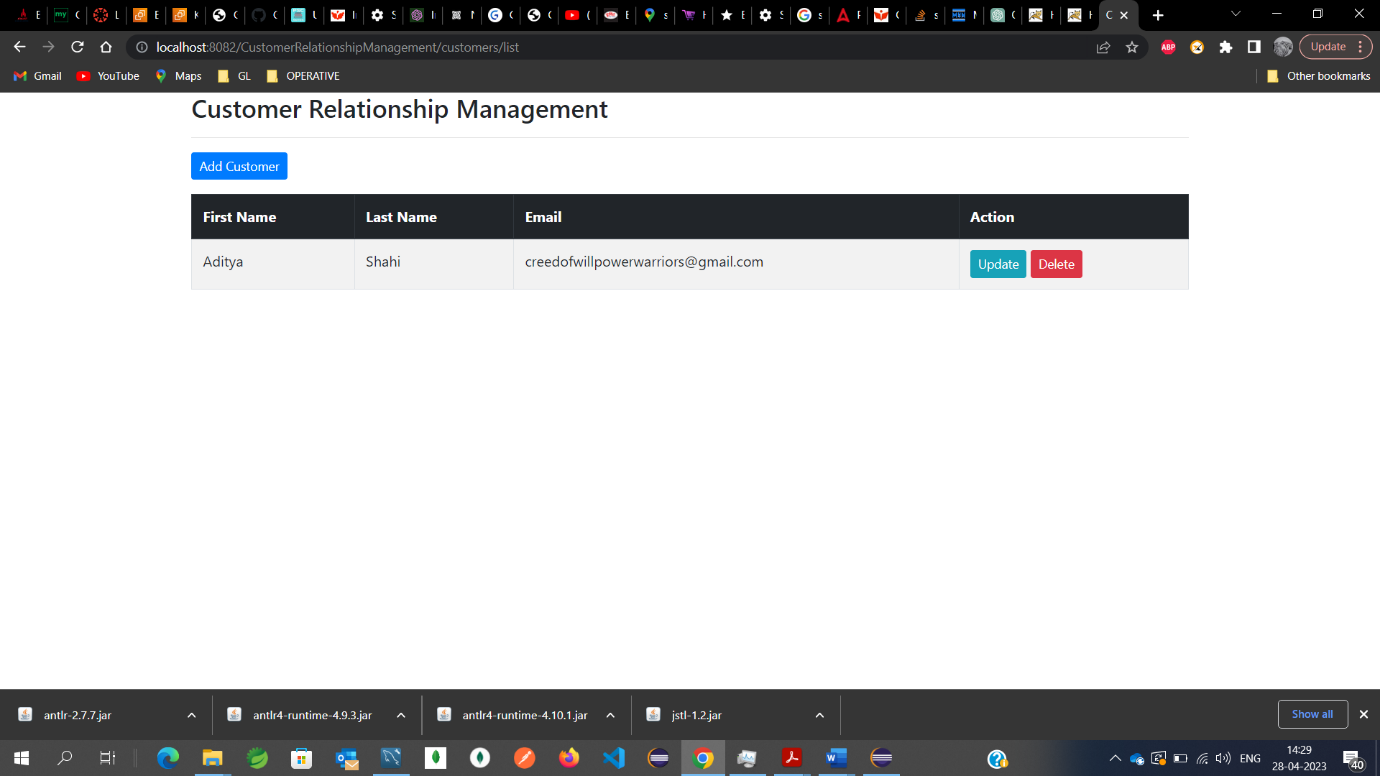 localhost:8082/CustomerRelationshipManagement/customers/list
ABP
Update
Gmail YouTube Maps GL OPERATIVE Other bookmarks
Customer Relationship Management
Add Customer
First Name Last Name Email Action
Aditya Shahi creedofwillpowerwarriors@gmail.com Update Delete
antlr-2.7.7.jar antlr4-runtime-4.9.3.jar antlr4-runtime-4.10.1.jar jstl-1.2.jar Show all
ENG 14:29
28-04-2023 40